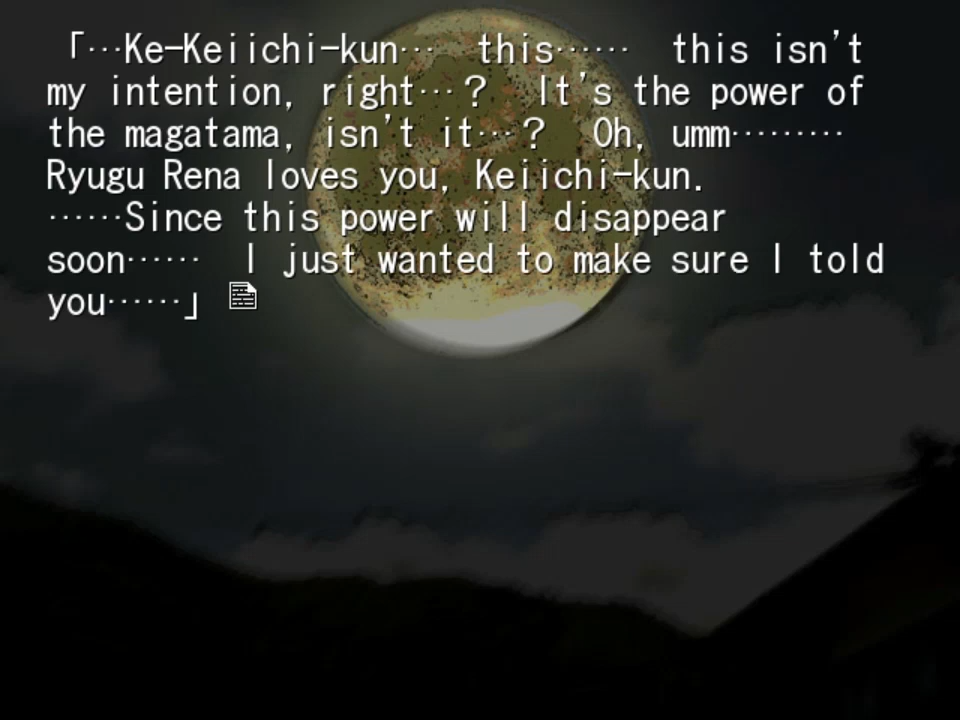 「…Ke-Keiichi-kun…　this……　this isn't
my intention, right…？　It's the power of
the magatama, isn't it…？　Oh, umm………
Ryugu Rena loves you, Keiichi-kun.
……Since this power will disappear
soon……　I just wanted to make sure I told
you……」